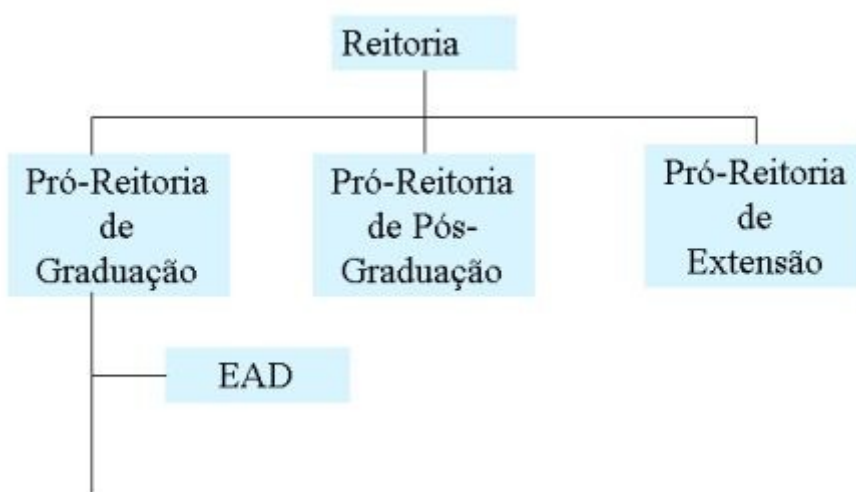 Reitoria
Pró-Reitoria
de
Graduação
Pró-Reitoria
de Pós-
Graduação
Pró-Reitoria
de
Extensão
EAD